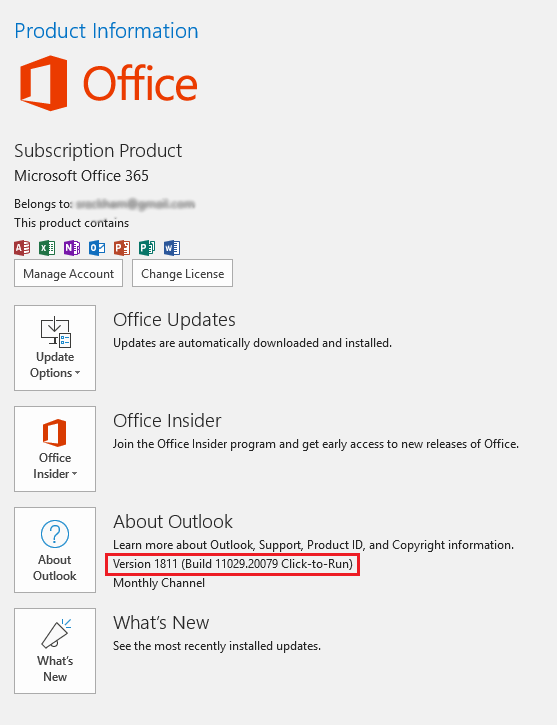 Product Information
Office
Subscription Product
Microsoft Office 365
Belongs to:
This product contains
A X N O P P W
Manage Account
Change License
Update
Options
Office Updates
Updates are automatically downloaded and installed.
Office
Insider
Office Insider
Join the Office Insider program and get early access to new releases of Office.
?
About
Outlook
About Outlook
Learn more about Outlook, Support, Product ID, and Copyright information.
Version 1811 (Build 11029.20079 Click-to-Run)
Monthly Channel
What's
New
What's New
See the most recently installed updates.